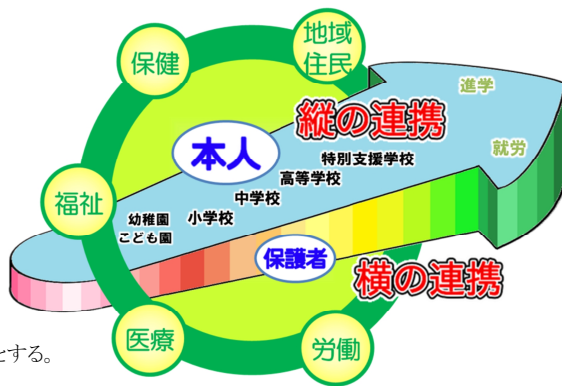 地域
住民
保健
進学
縦の連携
就労
本人
特別支援学校
高等学校
中学校
福祉
小学校
幼稚園
こども園
保護者
横の連携
医療
労働
とする。